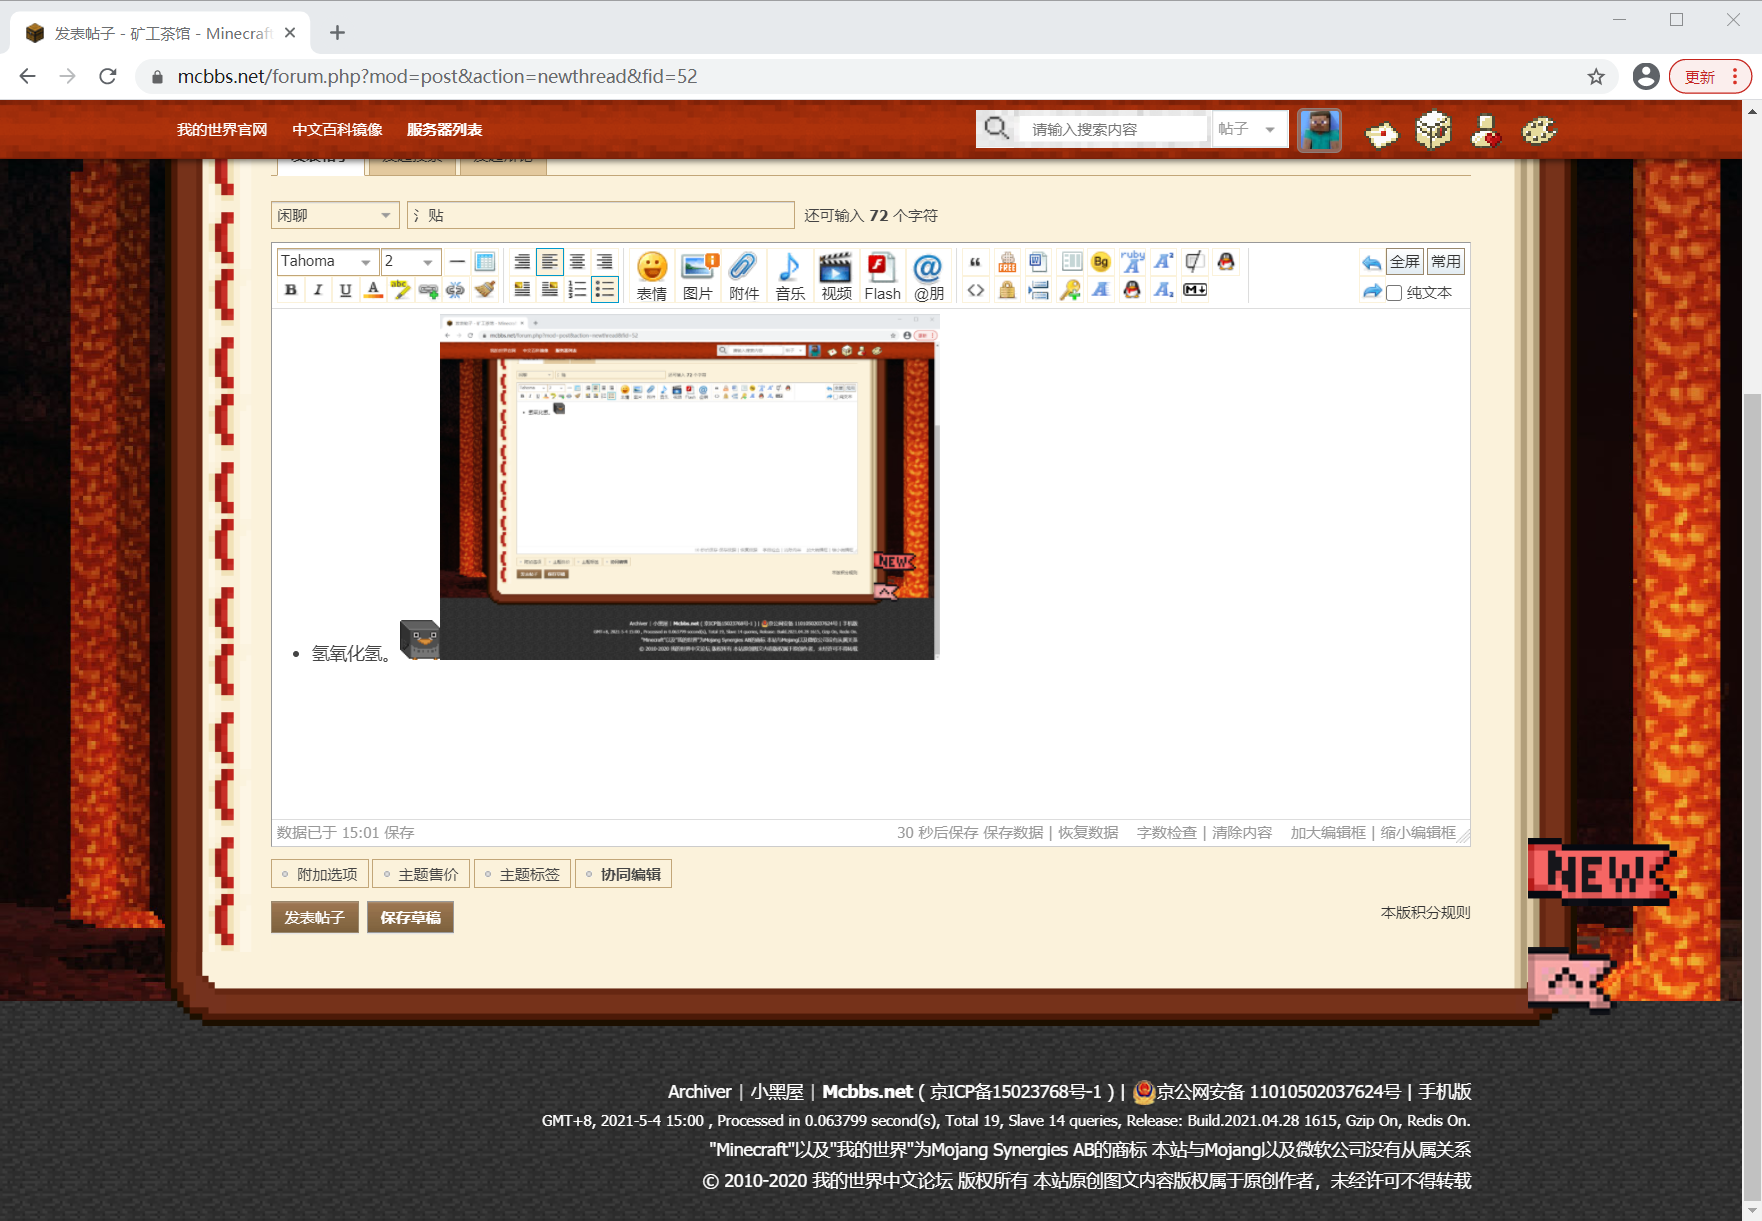 发表帖子 - 矿工茶馆 - Minecraft
mcbbs.net/forum.php?mod=post&action=newthread&fid=52
更新
我的世界官网 中文百科镜像 服务器列表
请输入搜索内容 帖子
闲聊 氵贴 还可输入 72 个字符
Tahoma 2
全屏 常用
B I U A
表情 图片 附件 音乐 视频 Flash @朋
纯文本
氢氧化氢。
数据已于 15:01 保存 30 秒后保存 保存数据 | 恢复数据 字数检查 | 清除内容 加大编辑框 | 缩小编辑框
附加选项 主题售价 主题标签 协同编辑
发表帖子 保存草稿 本版积分规则
NEW
Archiver | 小黑屋 | Mcbbs.net ( 京ICP备15023768号-1 ) | 京公网安备 11010502037624号 | 手机版
GMT+8, 2021-5-4 15:00 , Processed in 0.063799 second(s), Total 19, Slave 14 queries, Release: Build.2021.04.28 1615, Gzip On, Redis On.
"Minecraft"以及"我的世界"为Mojang Synergies AB的商标 本站与Mojang以及微软公司没有从属关系
© 2010-2020 我的世界中文论坛 版权所有 本站原创图文内容版权属于原创作者，未经许可不得转载